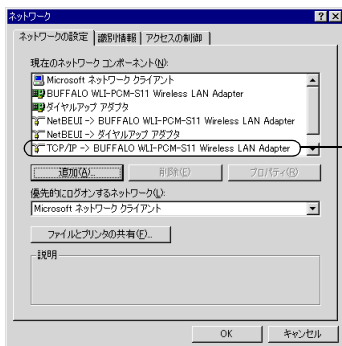 ネットワーク
ネットワークの設定 識別情報 アクセスの制御
現在のネットワーク コンポーネント(N):
Microsoft ネットワーク クライアント
BUFFALO WLI-PCM-S11 Wireless LAN Adapter
ダイヤルアップ アダプタ
NetBEUI -> BUFFALO WLI-PCM-S11 Wireless LAN Adapter
NetBEUI -> ダイヤルアップ アダプタ
TCP/IP -> BUFFALO WLI-PCM-S11 Wireless LAN Adapter
追加(A)... 削除(E) プロパティ(R)
優先的にログオンするネットワーク(L):
Microsoft ネットワーク クライアント
ファイルとプリンタの共有(F)...
説明
OK キャンセル